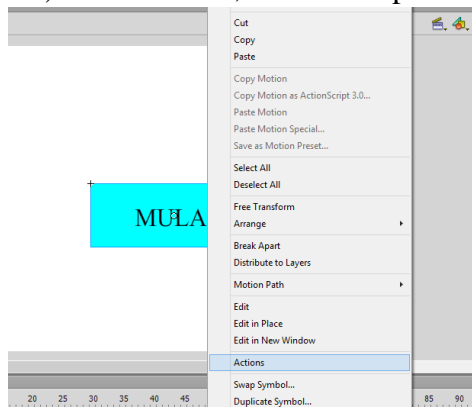 Cut
Copy
Paste
Copy Motion
Copy Motion as ActionScript 3.0...
Paste Motion
Paste Motion Special...
Save as Motion Preset...
Select All
Deselect All
Free Transform
Arrange
Break Apart
Distribute to Layers
Motion Path
Edit
Edit in Place
Edit in New Window
Actions
Swap Symbol...
Duplicate Symbol...
MULA
20 25 30 35 40 45 85 90